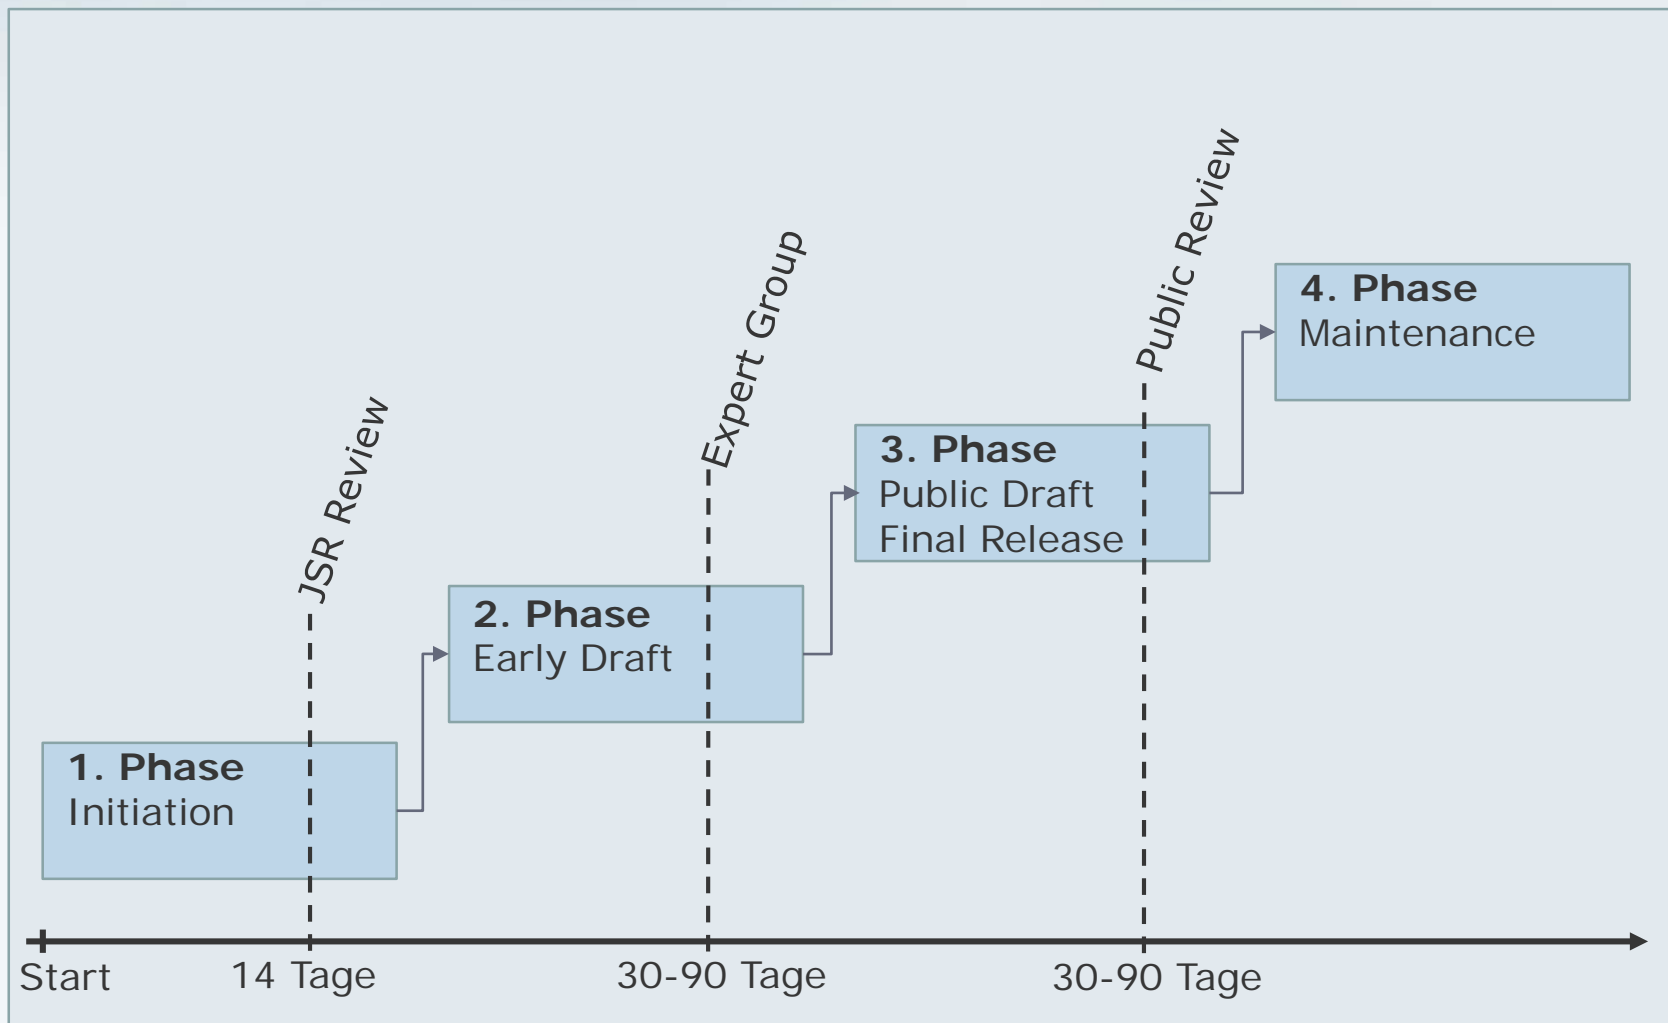 Public Review
Expert Group
JSR Review
4. Phase
Maintenance
3. Phase
Public Draft
Final Release
2. Phase
Early Draft
1. Phase
Initiation
Start
14 Tage
30-90 Tage
30-90 Tage